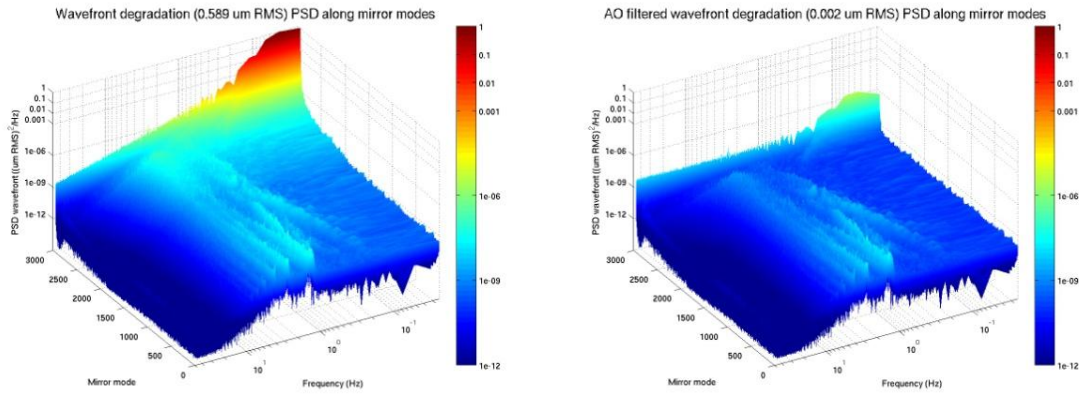 Wavefront degradation (0.589 um RMS) PSD along mirror modes
1
0.1
0.01
0.001
1e-06
1e-09
1e-12
PSD wavefront ((um RMS)²/Hz)
3000
2500
2000
1500
1000
500
0
Mirror mode
10¹
10⁰
10⁻¹
Frequency (Hz)
1
0.1
0.01
0.001
1e-06
1e-09
1e-12
AO filtered wavefront degradation (0.002 um RMS) PSD along mirror modes
1
0.1
0.01
0.001
1e-06
1e-09
1e-12
PSD wavefront ((um RMS)²/Hz)
3000
2500
2000
1500
1000
500
0
Mirror mode
10¹
10⁰
10⁻¹
Frequency (Hz)
1
0.1
0.01
0.001
1e-06
1e-09
1e-12